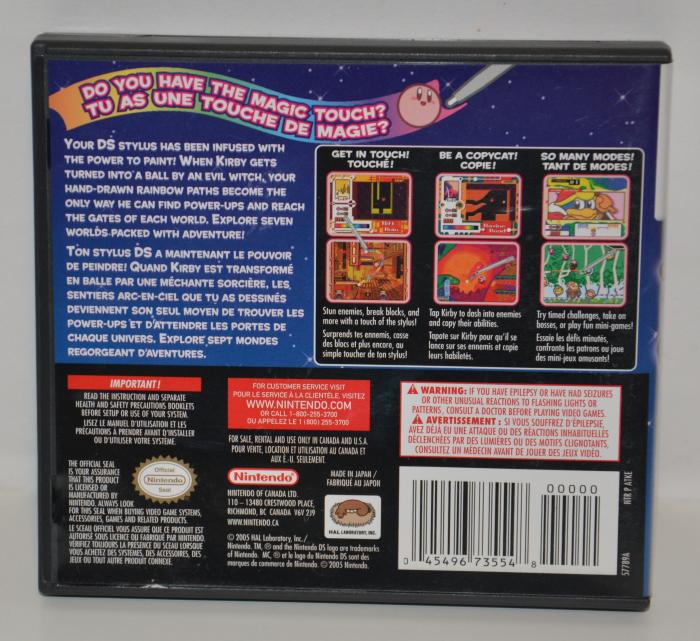 DO YOU HAVE THE MAGIC TOUCH?
TU AS UNE TOUCHE DE MAGIE?
YOUR DS STYLUS HAS BEEN INFUSED WITH
THE POWER TO PAINT! WHEN KIRBY GETS
TURNED INTO A BALL BY AN EVIL WITCH, YOUR
HAND-DRAWN RAINBOW PATHS BECOME THE
ONLY WAY HE CAN FIND POWER-UPS AND REACH
THE GATES OF EACH WORLD. EXPLORE SEVEN
WORLDS-PACKED WITH ADVENTURE!
TON STYLUS DS A MAINTENANT LE POUVOIR
DE PEINDRE! QUAND KIRBY EST TRANSFORMÉ
EN BALLE PAR UNE MÉCHANTE SORCIÈRE, LES
SENTIERS ARC-EN-CIEL QUE TU AS DESSINÉS
DEVIENNENT SON SEUL MOYEN DE TROUVER LES
POWER-UPS ET D'ATTEINDRE LES PORTES DE
CHAQUE UNIVERS. EXPLORE SEPT MONDES
REGORGEANT D'AVENTURES.
GET IN TOUCH!
TOUCHÉ!
Stun enemies, break blocks, and
more with a touch of the stylus!
Surprends tes ennemis, casse
des blocs et plus encore, au
simple toucher de ton stylus!
BE A COPYCAT!
COPIE!
Tap Kirby to dash into enemies
and copy their abilities.
Tapote sur Kirby pour qu'il se
lance sur ses ennemis et copie
leurs habiletés.
SO MANY MODES!
TANT DE MODES!
Try timed challenges, take on
bosses, or play fun mini-games!
Essaie les défis minutés,
confronte les patrons ou joue
des mini-jeux amusants!
IMPORTANT!
READ THE INSTRUCTION AND SEPARATE
HEALTH AND SAFETY PRECAUTIONS BOOKLETS
BEFORE SETUP OR USE OF YOUR SYSTEM.
LISEZ LE MANUEL D'UTILISATION ET LES
PRÉCAUTIONS À PRENDRE AVANT D'INSTALLER
OU D'UTILISER VOTRE SYSTÈME.
FOR CUSTOMER SERVICE VISIT
POUR LE SERVICE À LA CLIENTÈLE, VISITEZ
WWW.NINTENDO.COM
OR CALL 1-800-255-3700
OU APPELEZ LE 1 (800) 255-3700
FOR SALE, RENTAL AND USE ONLY IN CANADA AND U.S.A.
POUR VENTE, LOCATION ET UTILISATION AU CANADA ET
AUX É.-U. SEULEMENT.
WARNING: IF YOU HAVE EPILEPSY OR HAVE HAD SEIZURES
OR OTHER UNUSUAL REACTIONS TO FLASHING LIGHTS OR
PATTERNS, CONSULT A DOCTOR BEFORE PLAYING VIDEO GAMES.
AVERTISSEMENT: SI VOUS SOUFFREZ D'ÉPILEPSIE,
AVEZ DÉJÀ EU UNE ATTAQUE OU DES RÉACTIONS INHABITUELLES
DÉCLENCHÉES PAR DES LUMIÈRES OU DES MOTIFS CLIGNOTANTS,
CONSULTEZ UN MÉDECIN AVANT DE JOUER DES JEUX VIDÉO.
THE OFFICIAL SEAL
IS YOUR ASSURANCE
THAT THIS PRODUCT
IS LICENSED OR
MANUFACTURED BY
NINTENDO. ALWAYS LOOK
FOR THIS SEAL WHEN BUYING VIDEO GAME SYSTEMS,
ACCESSORIES, GAMES AND RELATED PRODUCTS.
LE SCEAU OFFICIEL VOUS ASSURE QUE CE PRODUIT EST
AUTORISÉ SOUS LICENCE OU FABRIQUÉ PAR NINTENDO.
VÉRIFIEZ TOUJOURS LA PRÉSENCE DU SCEAU LORSQUE
VOUS ACHETEZ DES SYSTÈMES, DES ACCESSOIRES, DES
JEUX OU TOUT AUTRE PRODUIT CONNEXE.
Official
Nintendo
Seal
Nintendo
NINTENDO OF CANADA LTD.
110 – 13480 CRESTWOOD PLACE,
RICHMOND, BC CANADA V6V 2J9
WWW.NINTENDO.CA
MADE IN JAPAN /
FABRIQUÉ AU JAPON
HAL LABORATORY, INC.
© 2005 HAL Laboratory, Inc./
Nintendo. TM, ® and the Nintendo DS logo are trademarks
of Nintendo. MC, ® et le logo de Nintendo DS sont des
marques de commerce de Nintendo. © 2005 Nintendo.
00000
0 45496 73554 8
NTR P ATKE
57789A